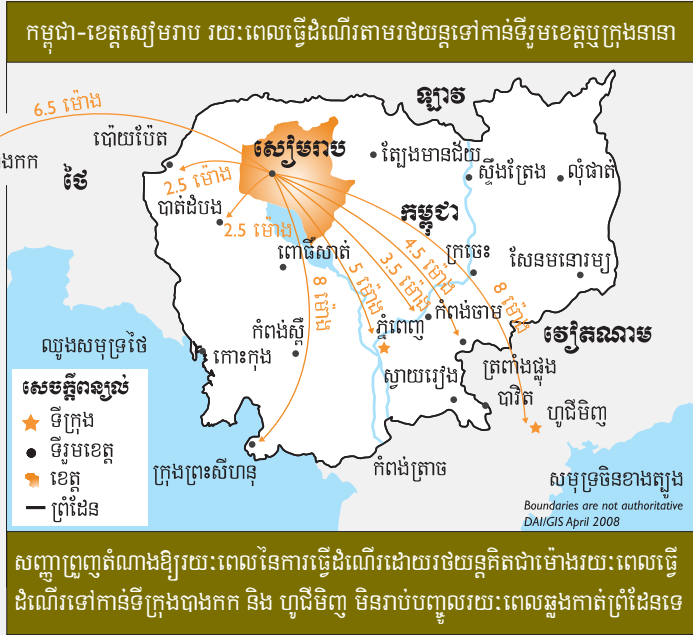 កម្ពុជា-ខេត្តសៀមរាប រយៈពេលធ្វើដំណើរតាមរថយន្តទៅកាន់ទីរួមខេត្តឬក្រុងនានា
ឡាវ
6.5 ម៉ោង
ប៉ោយប៉ែត
សៀមរាប
ត្បែងមានជ័យ
ងកក
ថៃ
2.5 ម៉ោង
ស្ទឹងត្រែង
លុំផាត់
បាត់ដំបង
2.5 ម៉ោង
កម្ពុជា
ពោធិ៍សាត់
4.5 ម៉ោង
ក្រចេះ
សែនមនោរម្យ
8 ម៉ោង
5 ម៉ោង
3.5 ម៉ោង
8 ម៉ោង
កំពង់ចាម
កំពង់ស្ពឺ
ភ្នំពេញ
វៀតណាម
ឈូងសមុទ្រថៃ
កោះកុង
ត្រពាំងផ្លុង
ស្វាយរៀង
បាវិត
សេចក្តីពន្យល់
ទីក្រុង
ទីរួមខេត្ត
ខេត្ត
ព្រំដែន
ហូជីមិញ
ក្រុងព្រះសីហនុ
កំពង់ត្រាច
សមុទ្រចិនខាងត្បូង
Boundaries are not authoritative
DAI/GIS April 2008
សញ្ញាព្រួញតំណាងឱ្យរយៈពេលនៃការធ្វើដំណើរដោយរថយន្តគិតជាម៉ោងរយៈពេលធ្វើ
ដំណើរទៅកាន់ទីក្រុងបាងកក និង ហូជីមិញ មិនរាប់បញ្ចូលរយៈពេលឆ្លងកាត់ព្រំដែនទេ